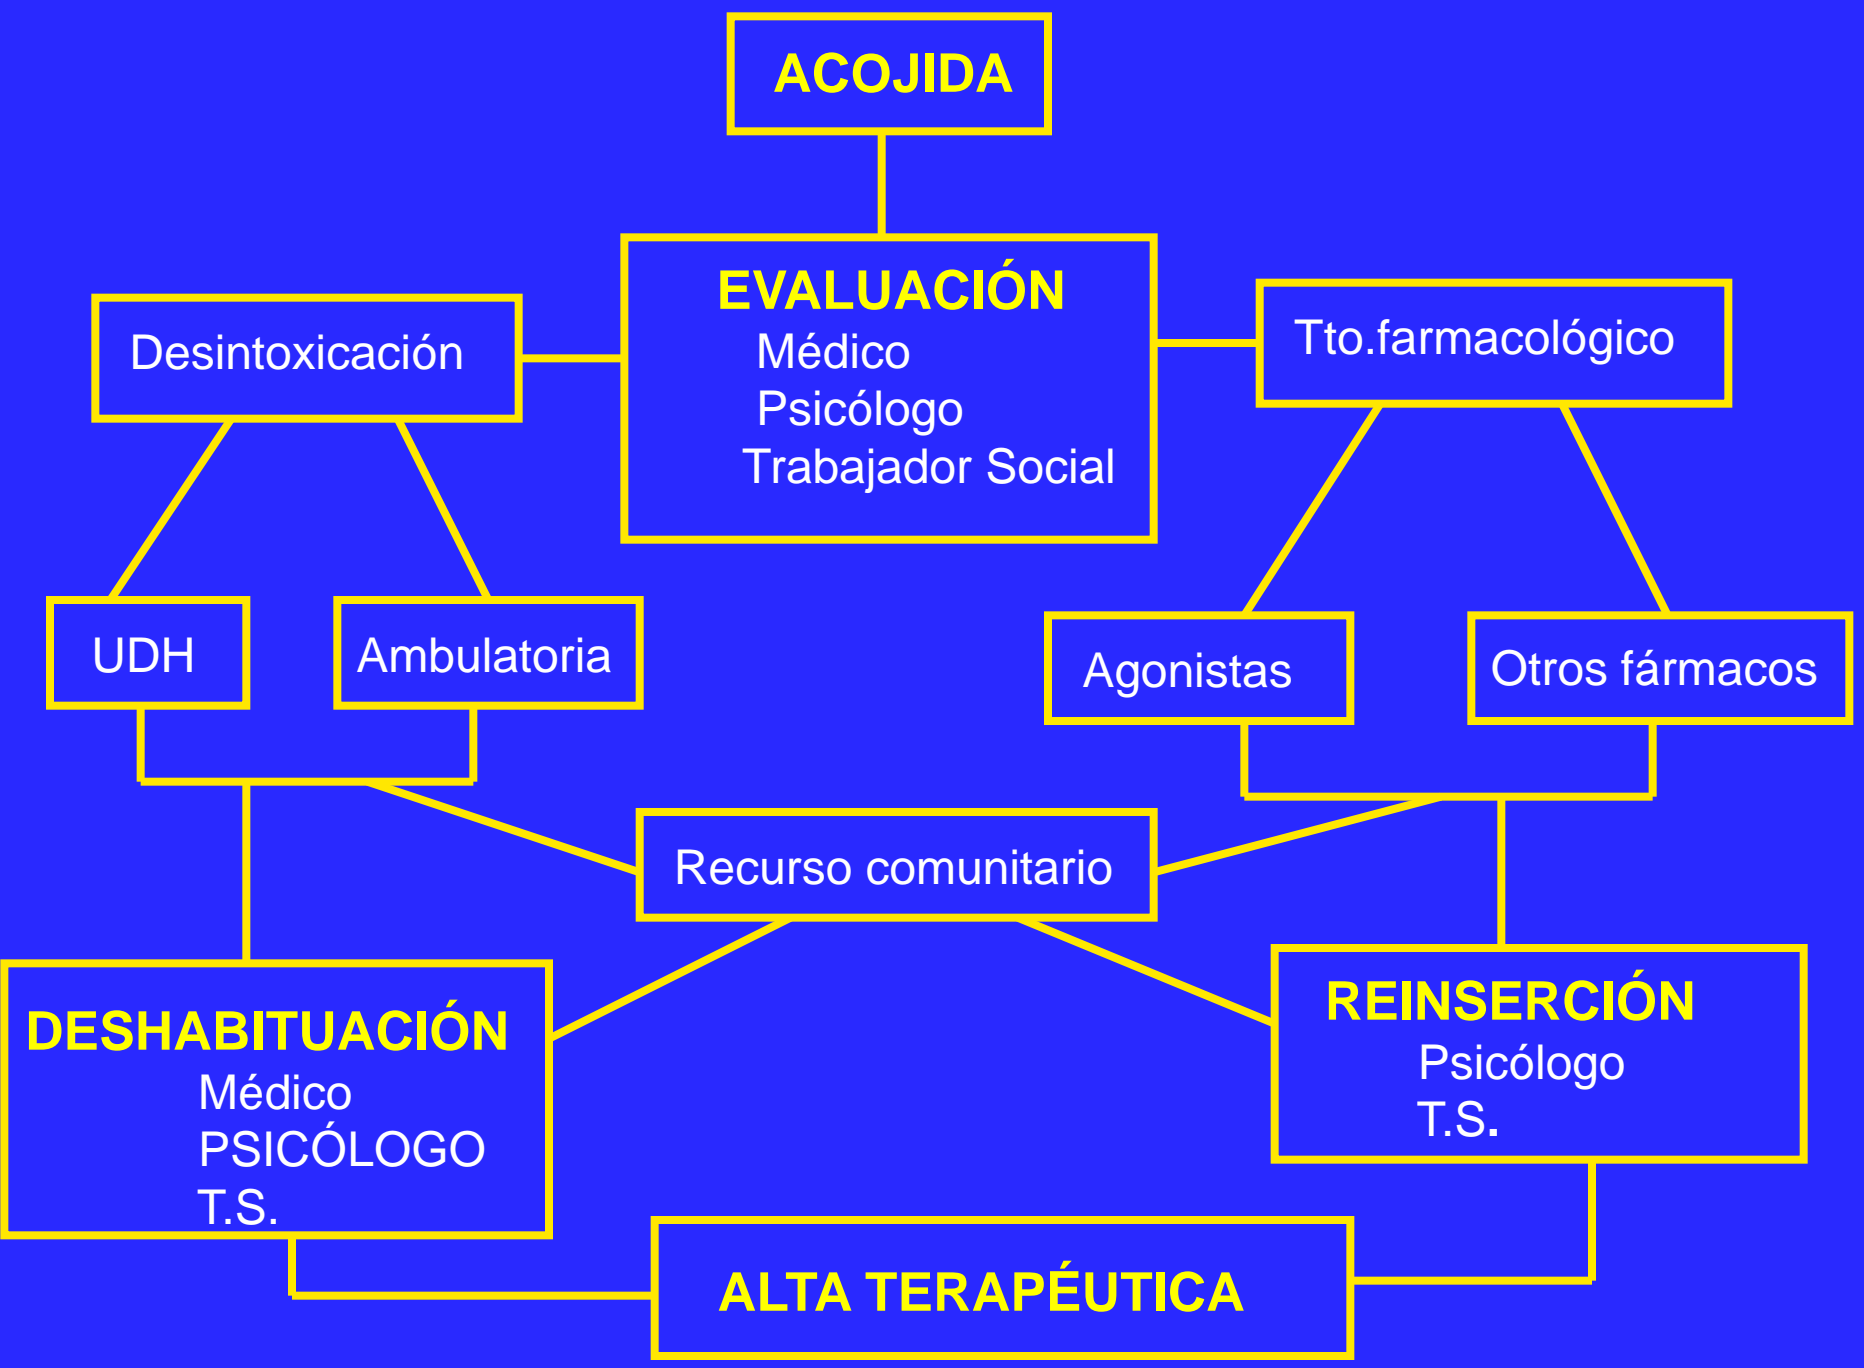 ACOJIDA
EVALUACIÓN
Médico
Psicólogo
Trabajador Social
Desintoxicación
Tto.farmacológico
UDH
Ambulatoria
Agonistas
Otros fármacos
Recurso comunitario
DESHABITUACIÓN
Médico
PSICÓLOGO
T.S.
REINSERCIÓN
Psicólogo
T.S.
ALTA TERAPÉUTICA